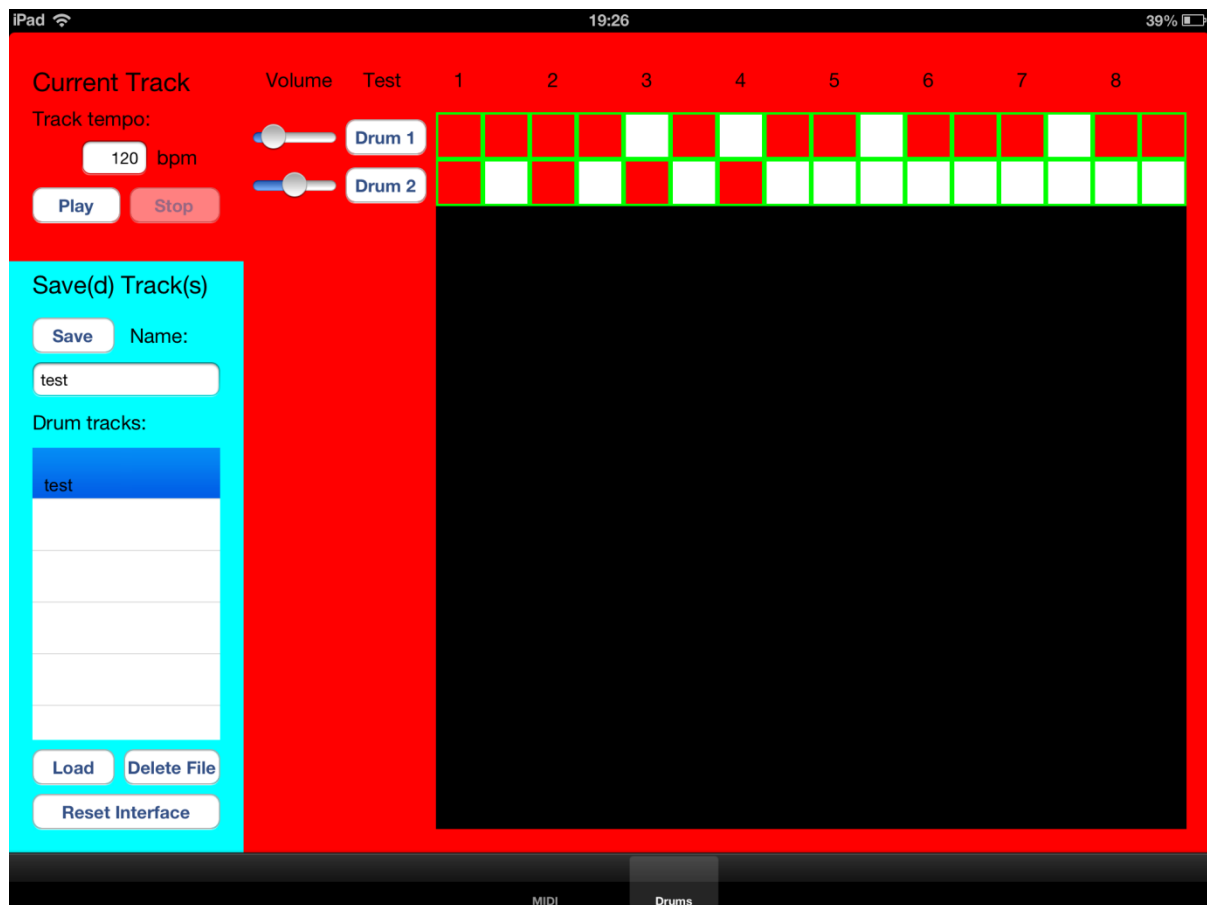 iPad 19:26 39%
Current Track
Volume Test 1 2 3 4 5 6 7 8
Track tempo:
120 bpm
Drum 1
Drum 2
Play Stop
Save(d) Track(s)
Save Name:
test
Drum tracks:
test
Load Delete File
Reset Interface
MIDI Drums